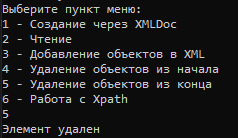 Выберите пункт меню:
1 - Создание через XMLDoc
2 - Чтение
3 - Добавление объектов в XML
4 - Удаление объектов из начала
5 - Удаление объектов из конца
6 - Работа с Xpath
5
Элемент удален